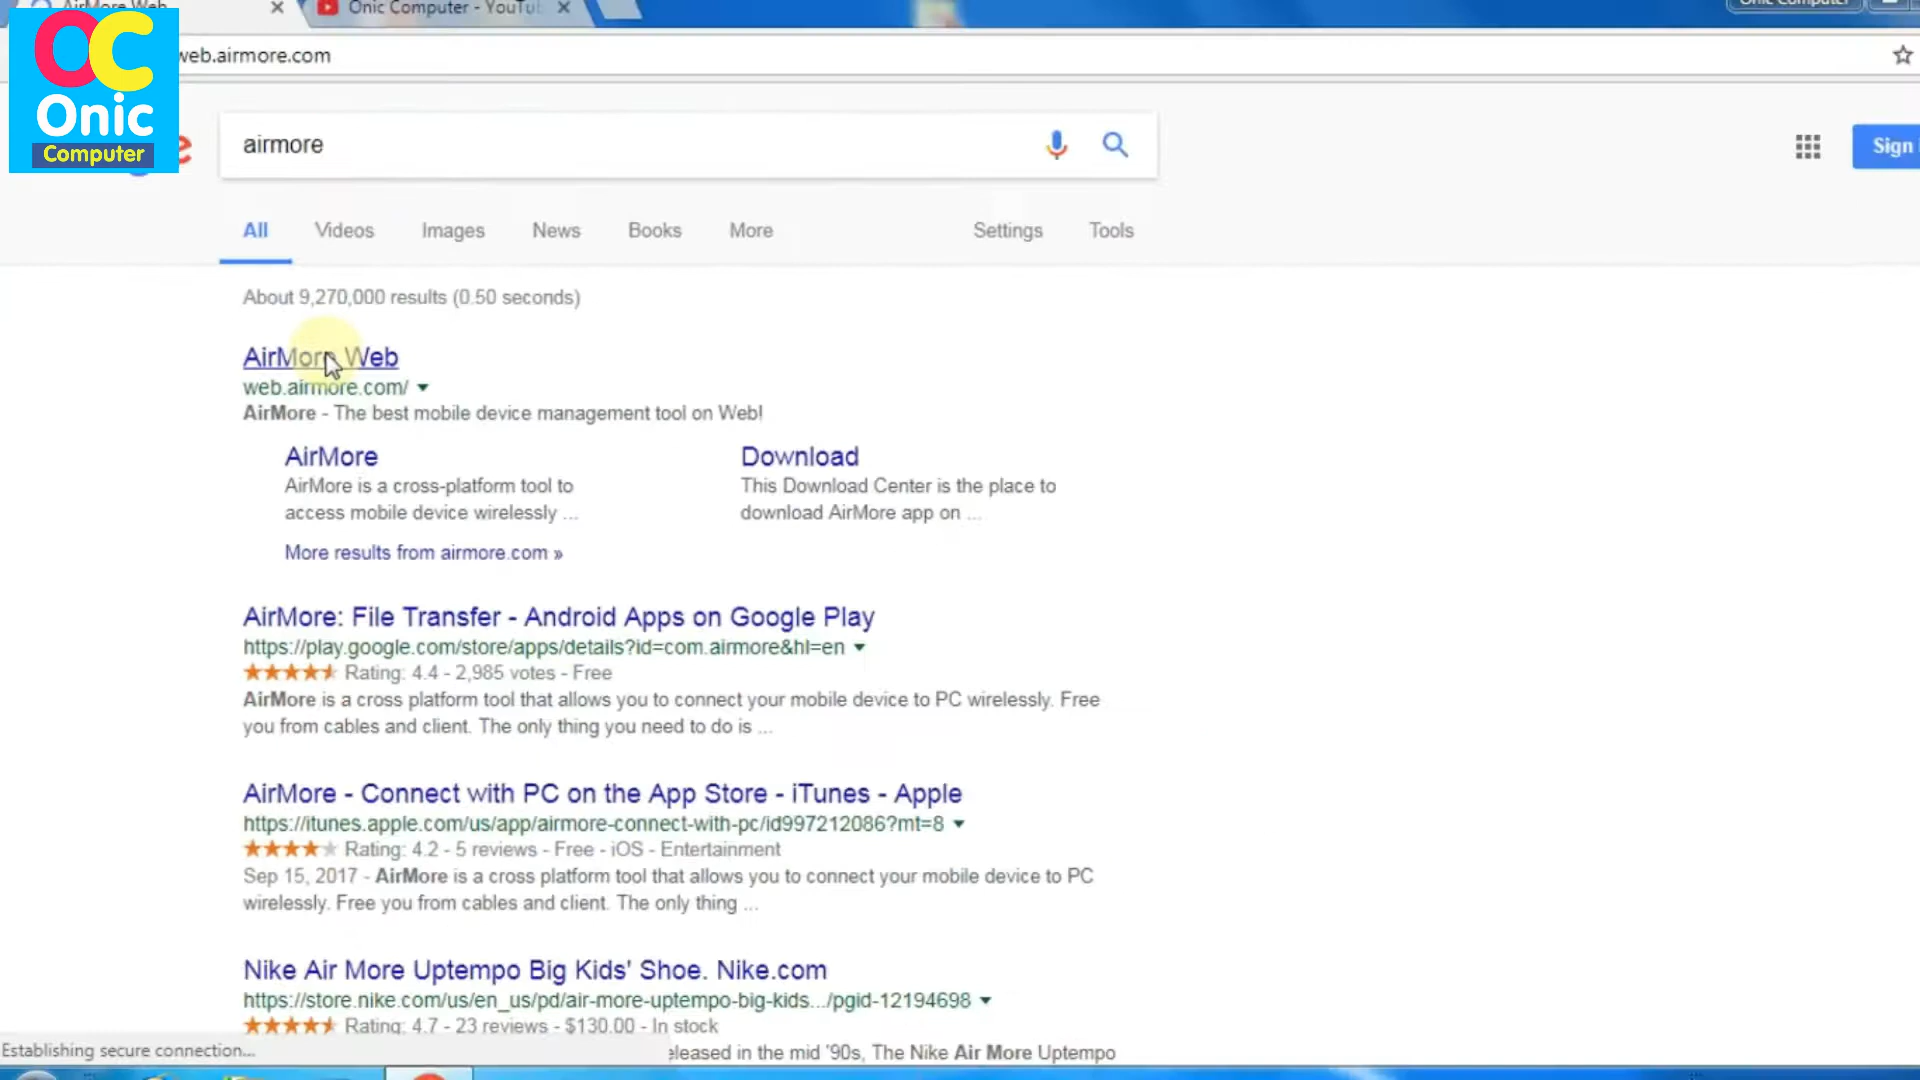 AirMore Web
Onic Computer - YouTu
Onic Computer
web.airmore.com
OC
Onic
Computer
airmore
Sign
All
Videos
Images
News
Books
More
Settings
Tools
About 9,270,000 results (0.50 seconds)
AirMore Web
web.airmore.com/
AirMore - The best mobile device management tool on Web!
AirMore
AirMore is a cross-platform tool to
access mobile device wirelessly ...
Download
This Download Center is the place to
download AirMore app on ...
More results from airmore.com »
AirMore: File Transfer - Android Apps on Google Play
https://play.google.com/store/apps/details?id=com.airmore&hl=en
Rating: 4.4 - 2,985 votes - Free
AirMore is a cross platform tool that allows you to connect your mobile device to PC wirelessly. Free
you from cables and client. The only thing you need to do is ...
AirMore - Connect with PC on the App Store - iTunes - Apple
https://itunes.apple.com/us/app/airmore-connect-with-pc/id997212086?mt=8
Rating: 4.2 - 5 reviews - Free - iOS - Entertainment
Sep 15, 2017 - AirMore is a cross platform tool that allows you to connect your mobile device to PC
wirelessly. Free you from cables and client. The only thing ...
Nike Air More Uptempo Big Kids' Shoe. Nike.com
https://store.nike.com/us/en_us/pd/air-more-uptempo-big-kids.../pgid-12194698
Rating: 4.7 - 23 reviews - $130.00 - In stock
Establishing secure connection...
eleased in the mid '90s, The Nike Air More Uptempo